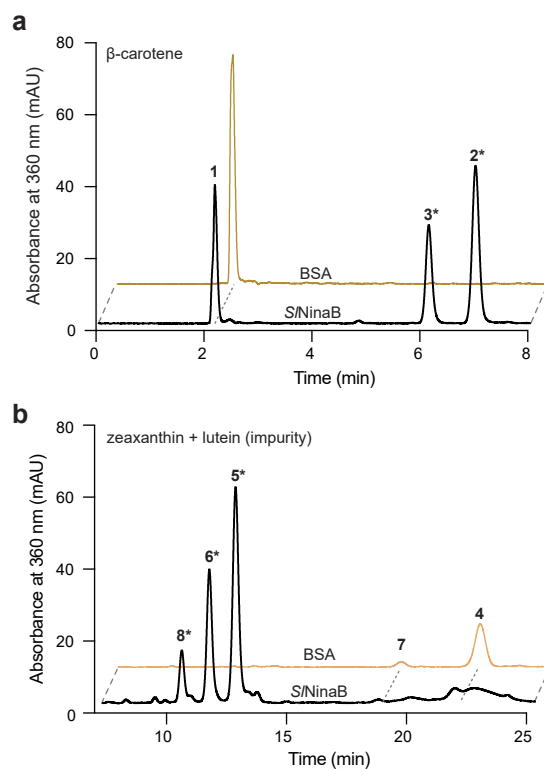 a
β-carotene
Absorbance at 360 nm (mAU)
80
60
40
20
0
1
3*
2*
BSA
SlNinaB
0 2 4 6 8
Time (min)
b
zeaxanthin + lutein (impurity)
Absorbance at 360 nm (mAU)
80
60
40
20
0
5*
6*
8*
7
4
BSA
SlNinaB
10 15 20 25
Time (min)